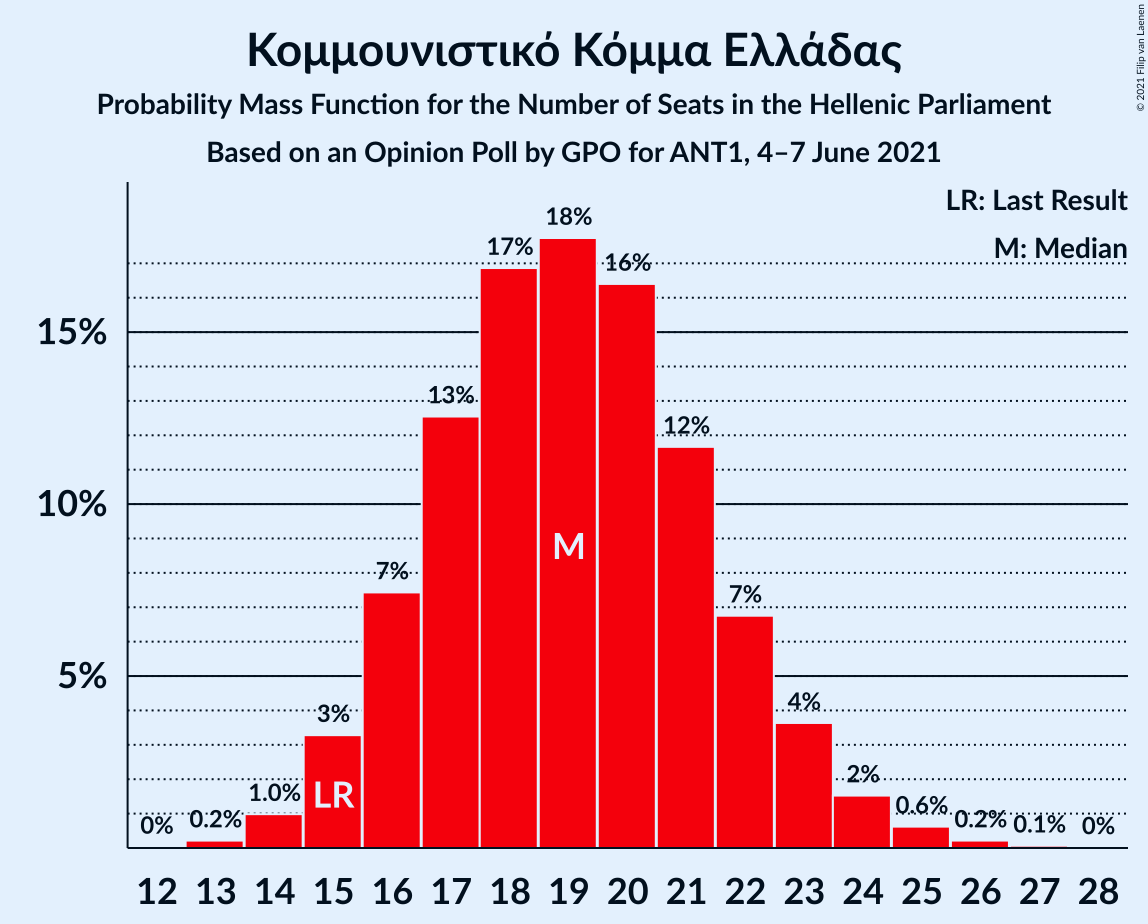 Κομμουνιστικό Κόμμα Ελλάδας
Probability Mass Function for the Number of Seats in the Hellenic Parliament
Based on an Opinion Poll by GPO for ANT1, 4–7 June 2021
© 2021 Filip van Laenen
LR: Last Result
M: Median
15%
10%
5%
0%
0.2%
1.0%
3%
7%
13%
17%
18%
16%
12%
7%
4%
2%
0.6%
0.2%
0.1%
0%
LR
M
12 13 14 15 16 17 18 19 20 21 22 23 24 25 26 27 28